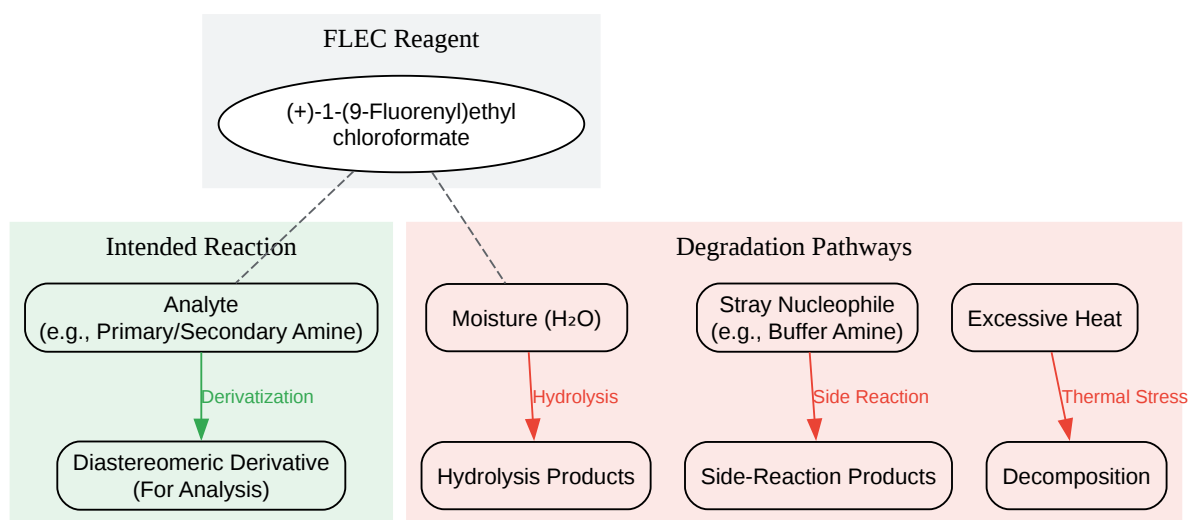 FLEC Reagent
(+)-1-(9-Fluorenyl)ethyl
chloroformate
Intended Reaction
Degradation Pathways
Analyte
(e.g., Primary/Secondary Amine)
Moisture (H₂O)
Stray Nucleophile
(e.g., Buffer Amine)
Excessive Heat
Derivatization
Hydrolysis
Side Reaction
Thermal Stress
Diastereomeric Derivative
(For Analysis)
Hydrolysis Products
Side-Reaction Products
Decomposition